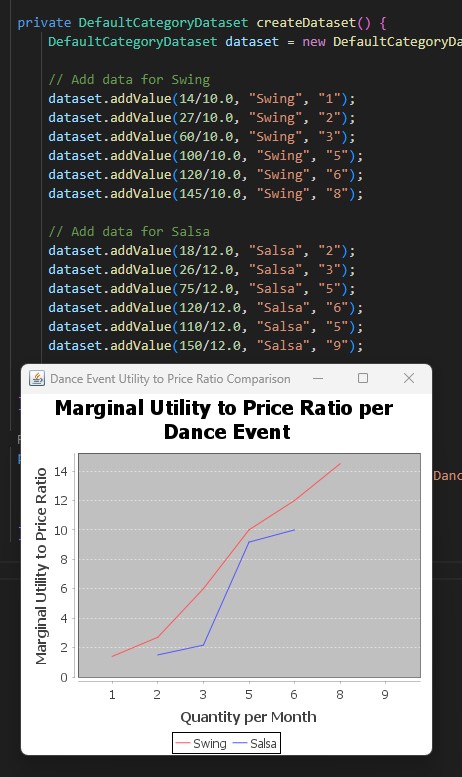 private DefaultCategoryDataset createDataset() {
DefaultCategoryDataset dataset = new DefaultCategoryDa
// Add data for Swing
dataset.addValue(14/10.0, "Swing", "1");
dataset.addValue(27/10.0, "Swing", "2");
dataset.addValue(60/10.0, "Swing", "3");
dataset.addValue(100/10.0, "Swing", "5");
dataset.addValue(120/10.0, "Swing", "6");
dataset.addValue(145/10.0, "Swing", "8");
// Add data for Salsa
dataset.addValue(18/12.0, "Salsa", "2");
dataset.addValue(26/12.0, "Salsa", "3");
dataset.addValue(75/12.0, "Salsa", "5");
dataset.addValue(120/12.0, "Salsa", "6");
dataset.addValue(110/12.0, "Salsa", "5");
dataset.addValue(150/12.0, "Salsa", "9");
Dance Event Utility to Price Ratio Comparison
Marginal Utility to Price Ratio per
Dance Event
Marginal Utility to Price Ratio
14
12
10
8
6
4
2
0
1 2 3 5 6 8 9
Quantity per Month
Swing Salsa
Danc